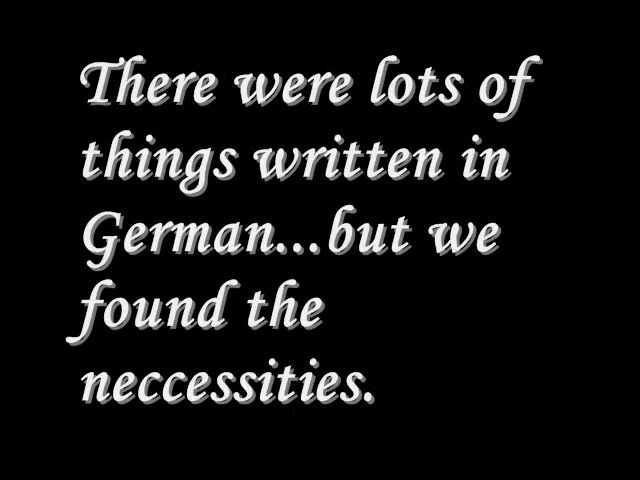 There were lots of
things written in
German...but we
found the
neccessities.